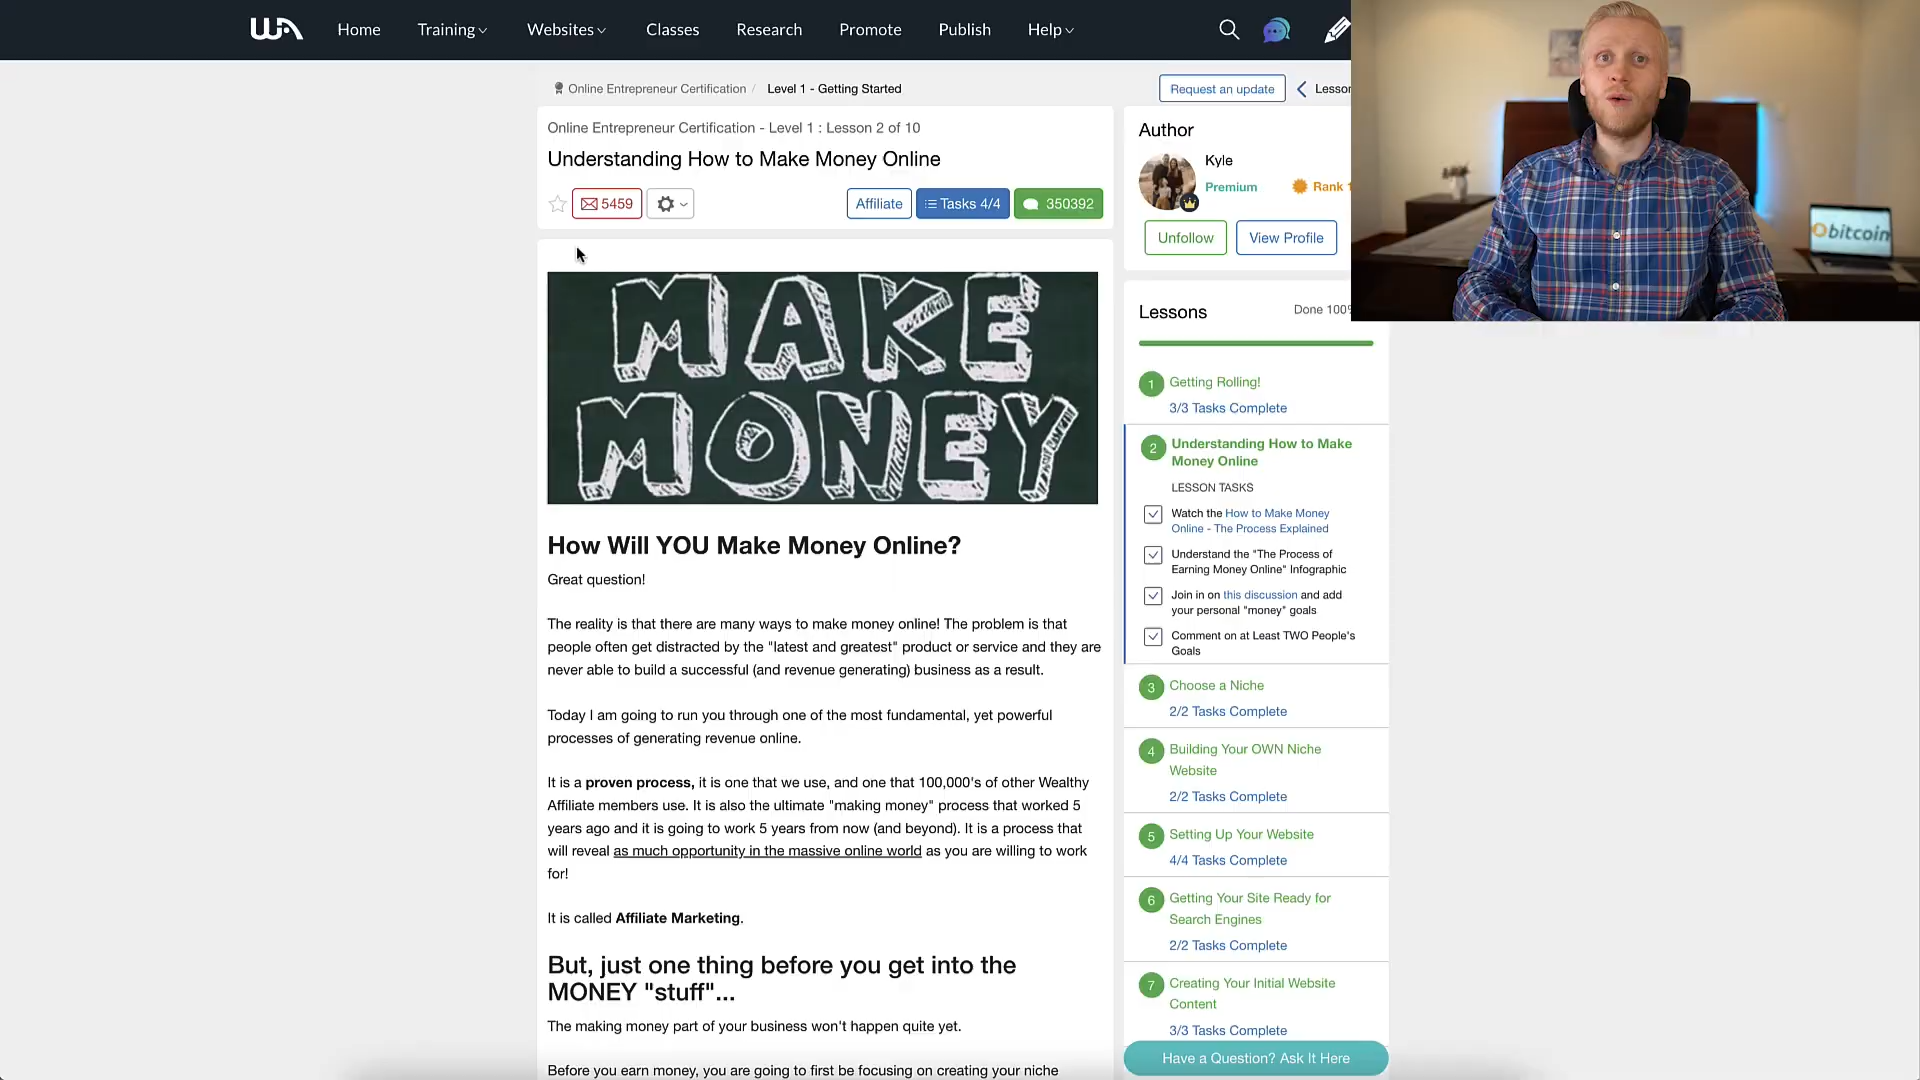 WA
Home
Training
Websites
Classes
Research
Promote
Publish
Help
Online Entrepreneur Certification / Level 1 - Getting Started
Request an update
Lesson
Online Entrepreneur Certification - Level 1 : Lesson 2 of 10
Understanding How to Make Money Online
5459
Affiliate
Tasks 4/4
350392
MAKE
MONEY
How Will YOU Make Money Online?
Great question!
The reality is that there are many ways to make money online! The problem is that
people often get distracted by the "latest and greatest" product or service and they are
never able to build a successful (and revenue generating) business as a result.
Today I am going to run you through one of the most fundamental, yet powerful
processes of generating revenue online.
It is a proven process, it is one that we use, and one that 100,000's of other Wealthy
Affiliate members use. It is also the ultimate "making money" process that worked 5
years ago and it is going to work 5 years from now (and beyond). It is a process that
will reveal as much opportunity in the massive online world as you are willing to work
for!
It is called Affiliate Marketing.
But, just one thing before you get into the
MONEY "stuff"...
The making money part of your business won't happen quite yet.
Before you earn money, you are going to first be focusing on creating your niche
Author
Kyle
Premium
Rank 1
Unfollow
View Profile
Lessons
Done 100%
1
Getting Rolling!
3/3 Tasks Complete
2
Understanding How to Make
Money Online
LESSON TASKS
Watch the How to Make Money
Online - The Process Explained
Understand the "The Process of
Earning Money Online" Infographic
Join in on this discussion and add
your personal "money" goals
Comment on at Least TWO People's
Goals
3
Choose a Niche
2/2 Tasks Complete
4
Building Your OWN Niche
Website
2/2 Tasks Complete
5
Setting Up Your Website
4/4 Tasks Complete
6
Getting Your Site Ready for
Search Engines
2/2 Tasks Complete
7
Creating Your Initial Website
Content
3/3 Tasks Complete
Have a Question? Ask It Here
bitcoin